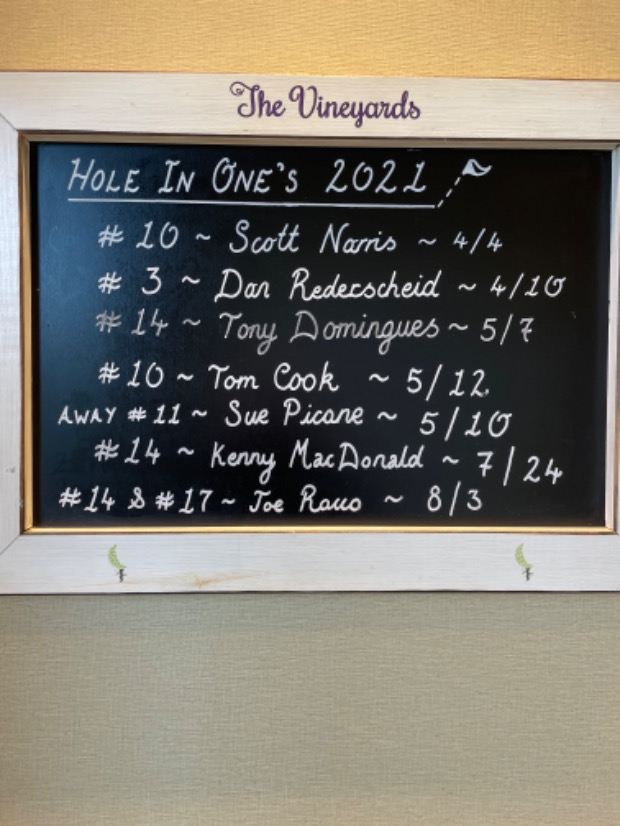 The Vineyards
HOLE IN ONE'S 2021
# 10 ~ Scott Narris ~ 4/4
# 3 ~ Dan Rederscheid ~ 4/10
# 14 ~ Tony Domingues ~ 5/7
# 10 ~ Tom Cook ~ 5/12
AWAY # 11 ~ Sue Picane ~ 5/10
# 14 ~ Kenny MacDonald ~ 7/24
# 14 & # 17 ~ Joe ~ 8/3